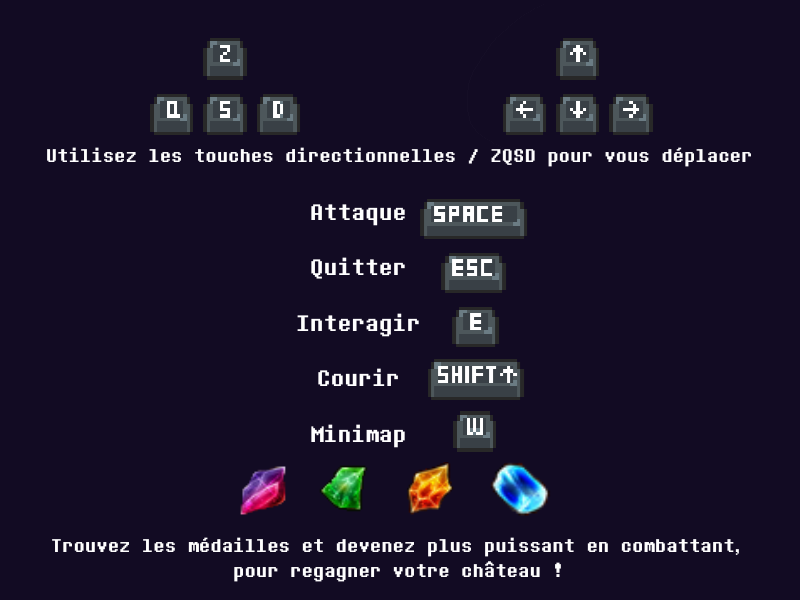 Z
↑
Q S D
← ↓ →
Utilisez les touches directionnelles / ZQSD pour vous déplacer
Attaque SPACE
Quitter ESC
Interagir E
Courir SHIFT↑
Minimap W
Trouvez les médailles et devenez plus puissant en combattant,
pour regagner votre château !